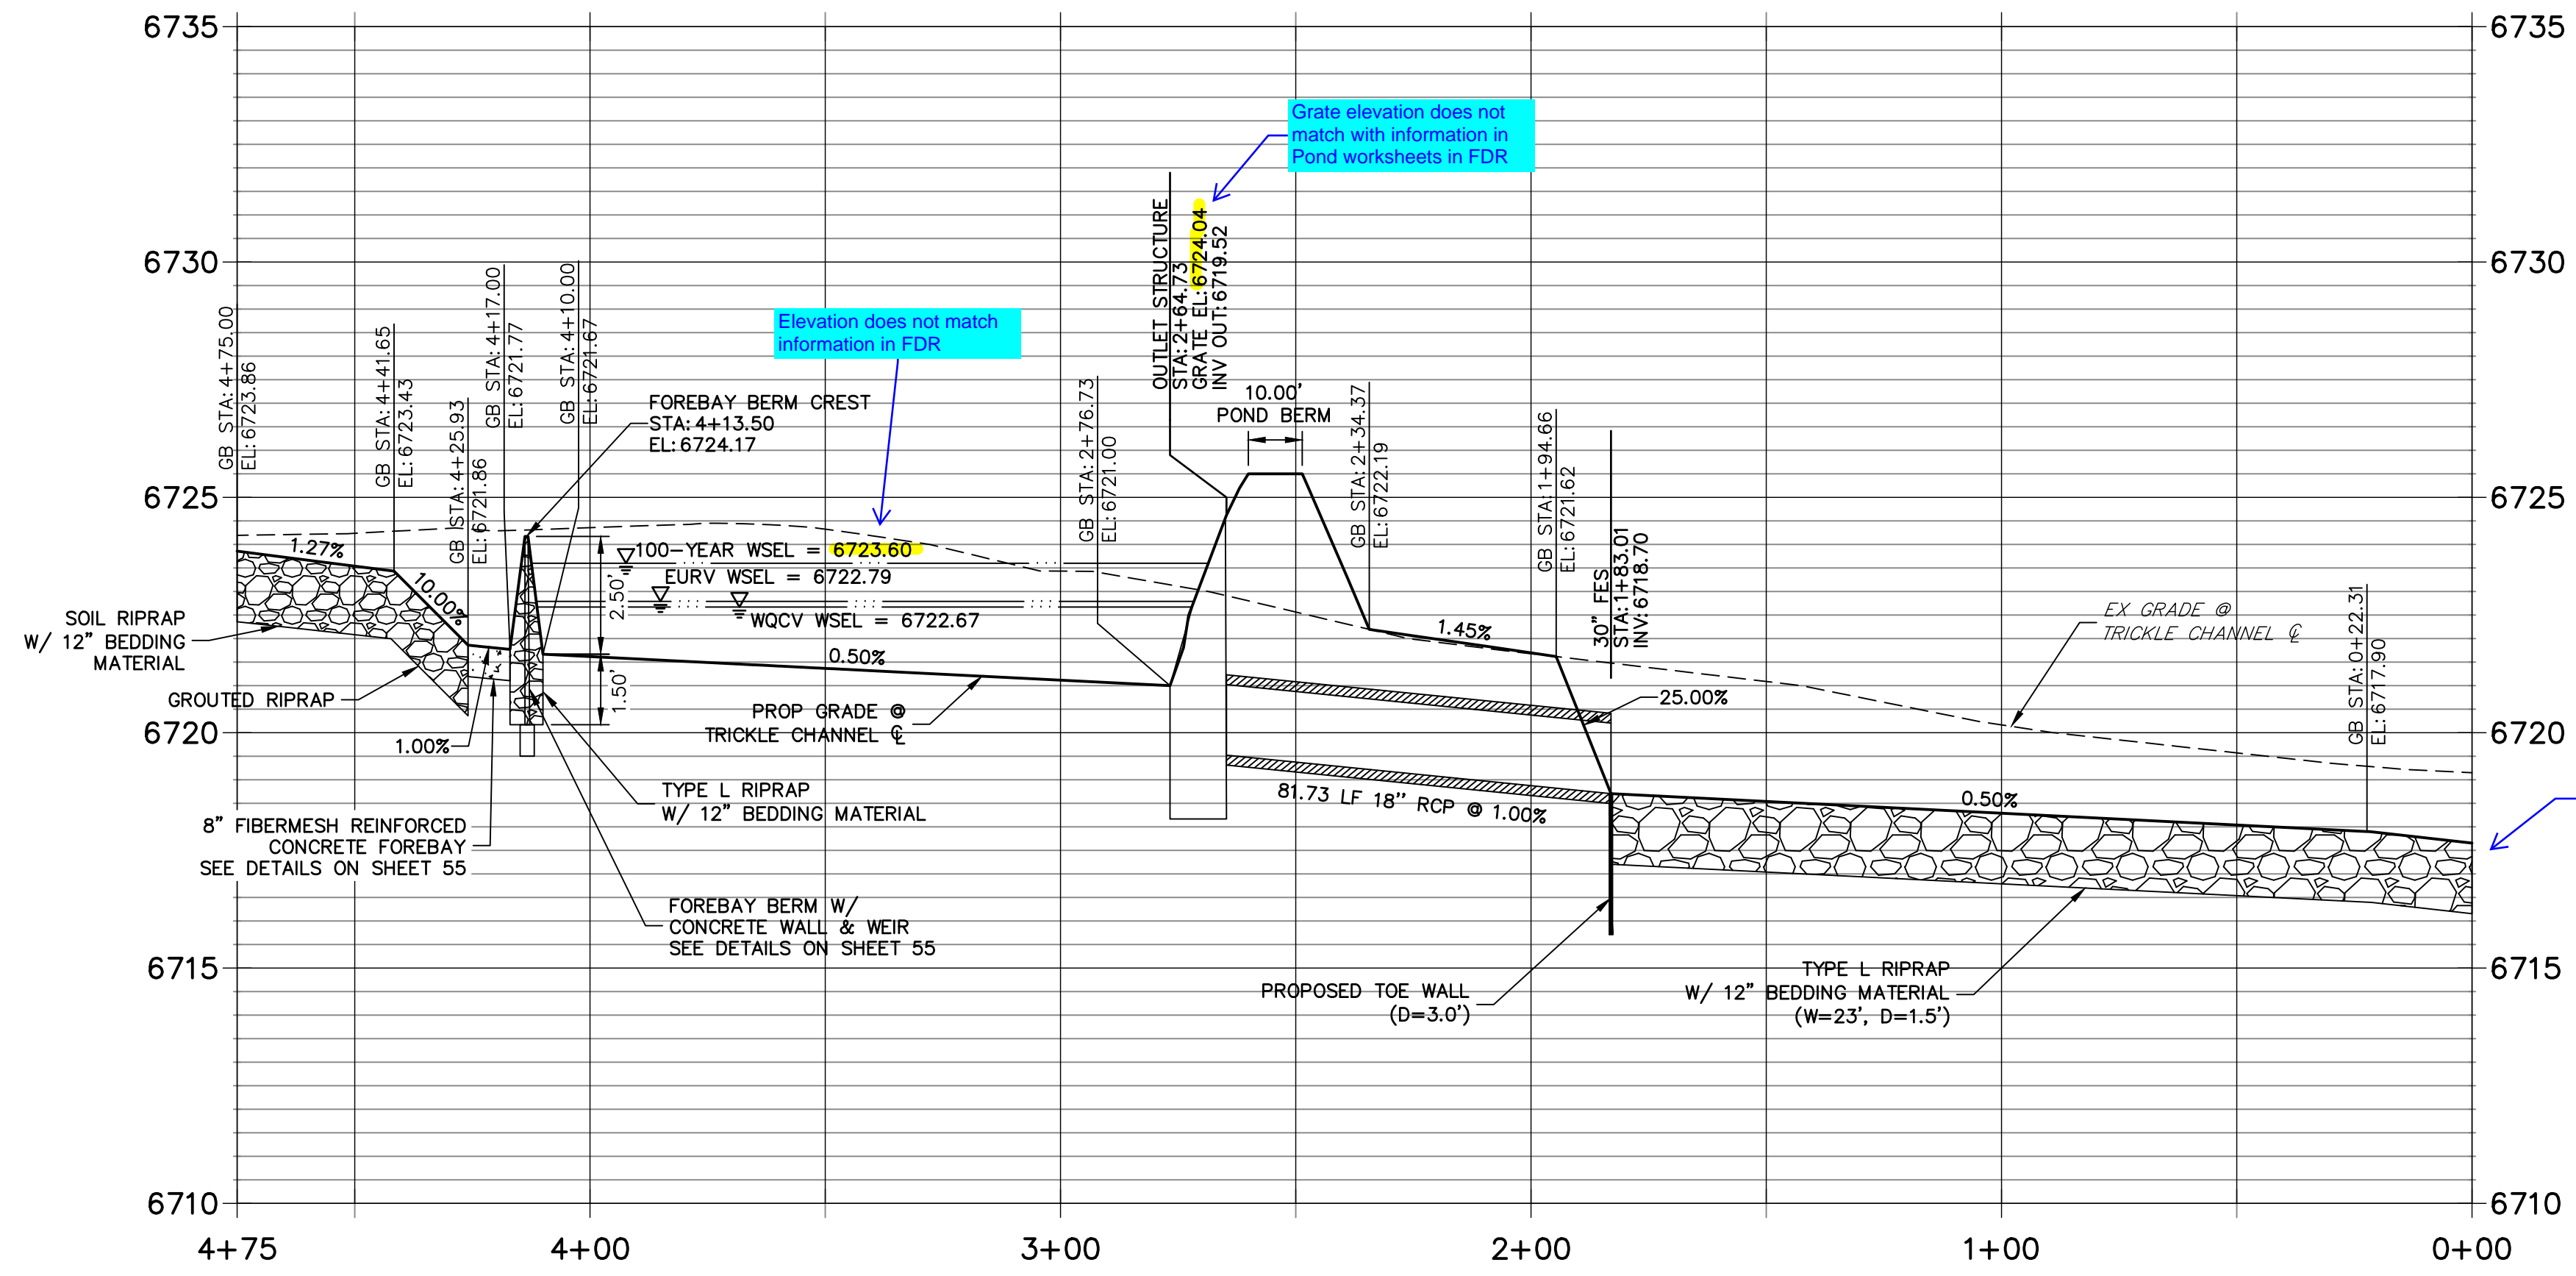 6735
6735
Grate elevation does not
match with information in
Pond worksheets in FDR
OUTLET STRUCTURE
STA:2+64.73
GRATE EL:6724.04
INV OUT:6719.52
6730
6730
Elevation does not match
information in FDR
GB STA:4+75.00
EL:6723.86
GB STA:4+41.65
EL:6723.43
GB STA:4+25.93
EL:6721.86
GB STA:4+17.00
EL:6721.77
GB STA:4+10.00
EL:6721.67
FOREBAY BERM CREST
STA:4+13.50
EL:6724.17
GB STA:2+76.73
EL:6721.00
10.00'
POND BERM
GB STA:2+34.37
EL:6722.19
GB STA:1+94.66
EL:6721.62
30" FES
STA:1+83.01
INV:6718.70
6725
6725
1.27%
10.00%
100-YEAR WSEL = 6723.60
EURV WSEL = 6722.79
WQCV WSEL = 6722.67
2.50'
1.50'
SOIL RIPRAP
W/ 12" BEDDING
MATERIAL
GROUTED RIPRAP
1.00%
0.50%
PROP GRADE @
TRICKLE CHANNEL ℄
1.45%
25.00%
EX GRADE @
TRICKLE CHANNEL ℄
GB STA:0+22.31
EL:6717.90
6720
6720
TYPE L RIPRAP
W/ 12" BEDDING MATERIAL
81.73 LF 18" RCP @ 1.00%
0.50%
8" FIBERMESH REINFORCED
CONCRETE FOREBAY
SEE DETAILS ON SHEET 55
FOREBAY BERM W/
CONCRETE WALL & WEIR
SEE DETAILS ON SHEET 55
6715
6715
PROPOSED TOE WALL
(D=3.0')
TYPE L RIPRAP
W/ 12" BEDDING MATERIAL
(W=23', D=1.5')
6710
6710
4+75
4+00
3+00
2+00
1+00
0+00